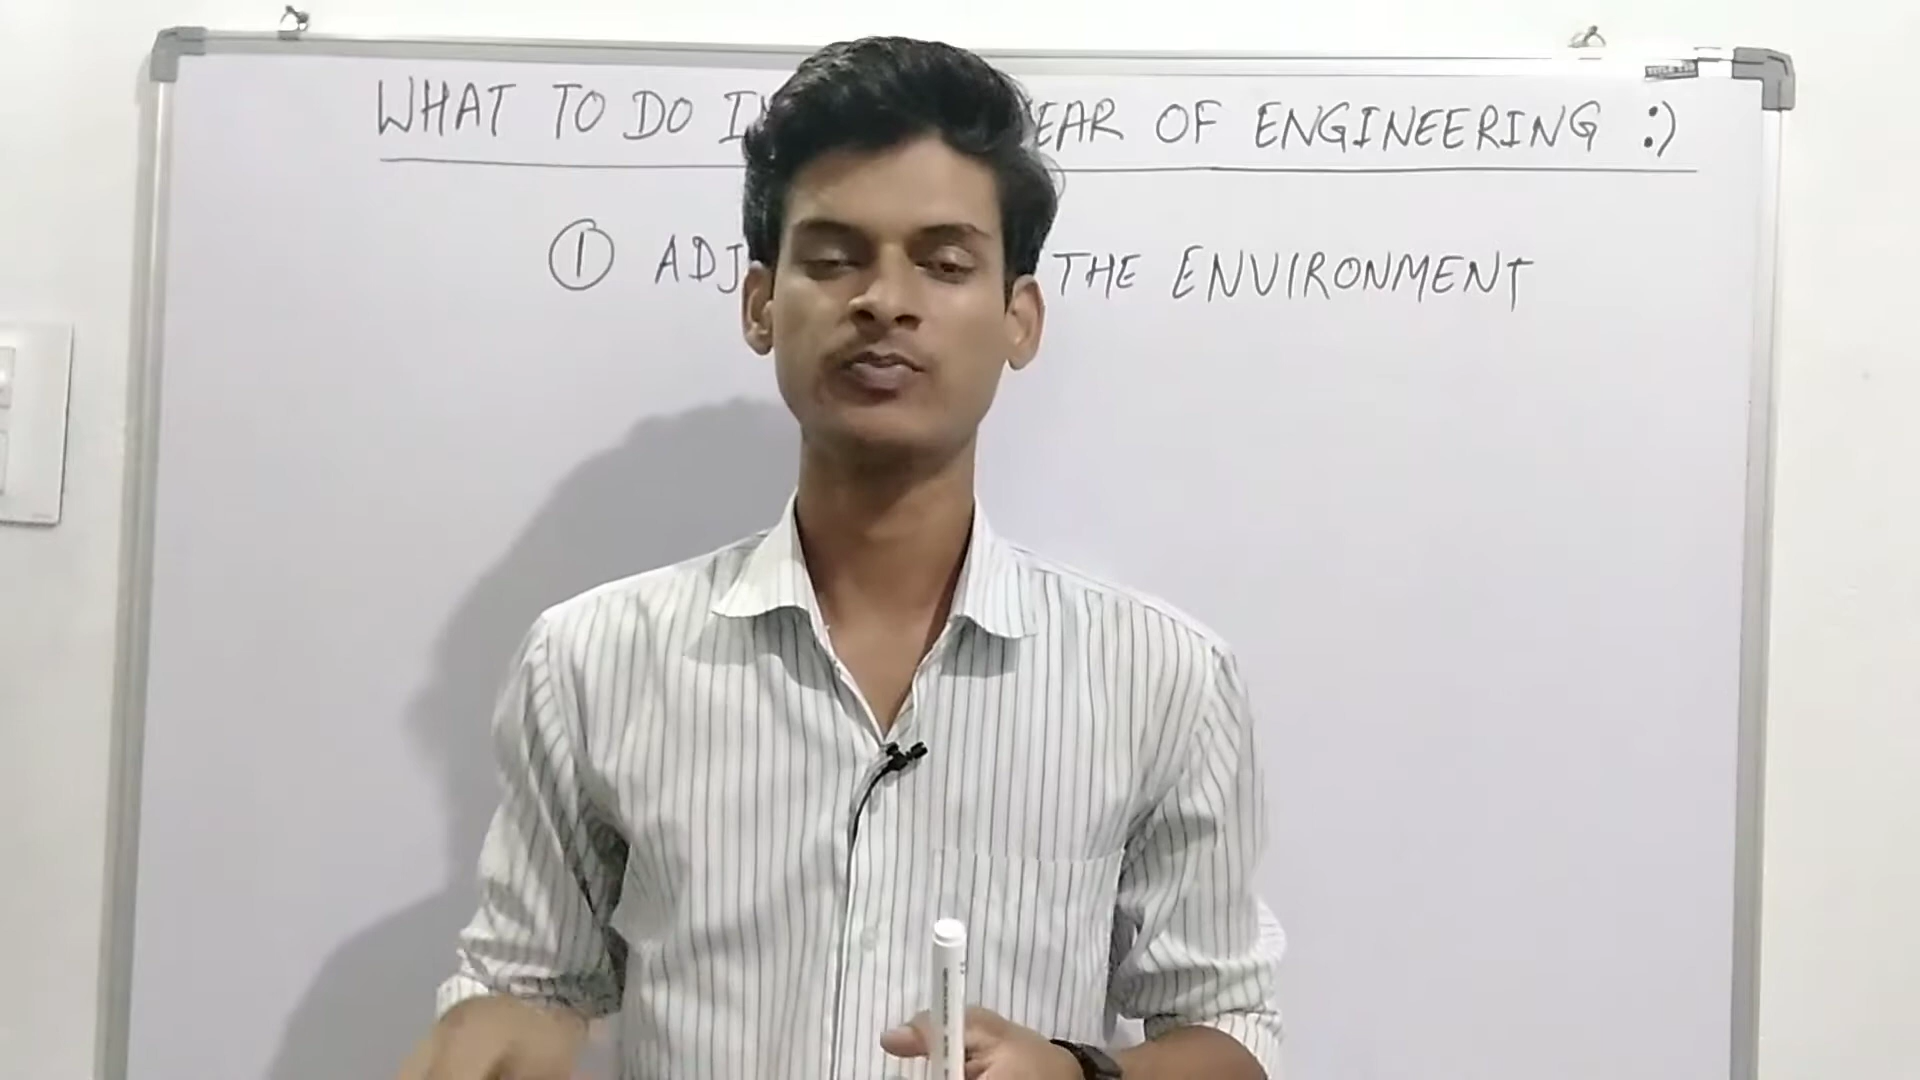 WHAT TO DO I EAR OF ENGINEERING :)
① ADJ THE ENVIRONMENT